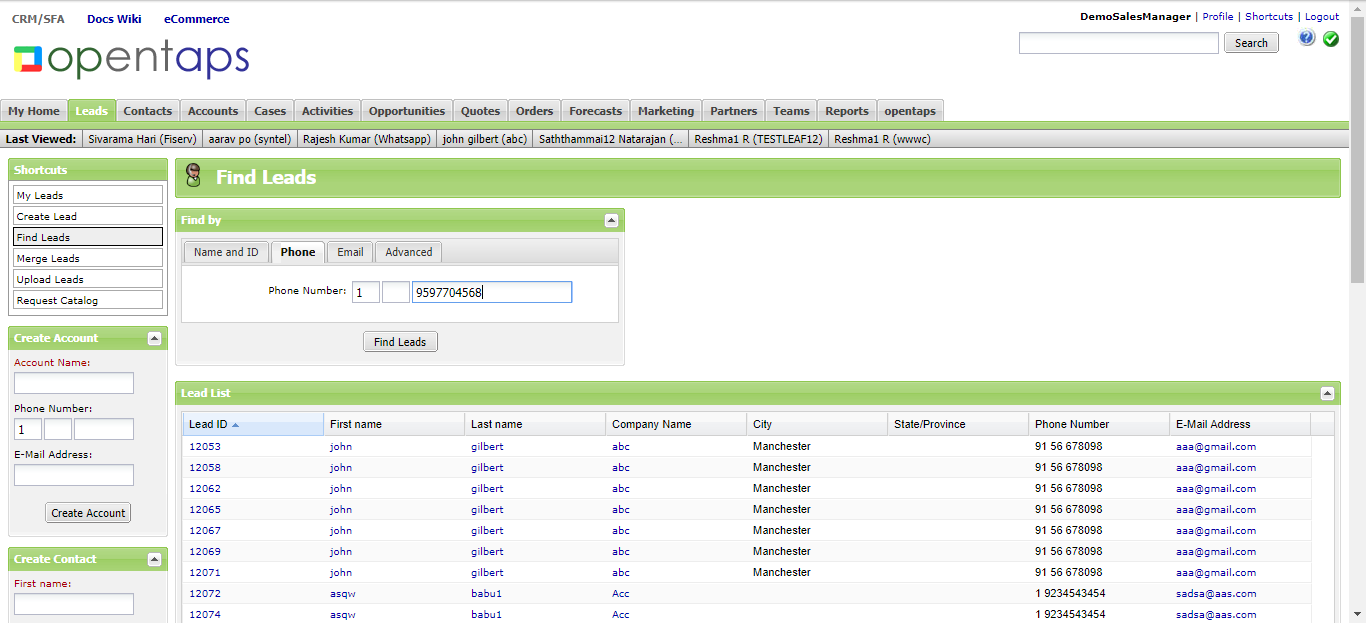 CRM/SFA Docs Wiki eCommerce
DemoSalesManager | Profile | Shortcuts | Logout
opentaps
Search
My Home Leads Contacts Accounts Cases Activities Opportunities Quotes Orders Forecasts Marketing Partners Teams Reports opentaps
Last Viewed: Sivarama Hari (Fiserv) aarav po (syntel) Rajesh Kumar (Whatsapp) john gilbert (abc) Saththammai12 Natarajan (... Reshma1 R (TESTLEAF12) Reshma1 R (wwwc)
Shortcuts
My Leads
Create Lead
Find Leads
Merge Leads
Upload Leads
Request Catalog
Create Account
Account Name:
Phone Number:
1
E-Mail Address:
Create Account
Create Contact
First name:
Find Leads
Find by
Name and ID Phone Email Advanced
Phone Number: 1 9597704568
Find Leads
Lead List
Lead ID First name Last name Company Name City State/Province Phone Number E-Mail Address
12053 john gilbert abc Manchester 91 56 678098 aaa@gmail.com
12058 john gilbert abc Manchester 91 56 678098 aaa@gmail.com
12062 john gilbert abc Manchester 91 56 678098 aaa@gmail.com
12065 john gilbert abc Manchester 91 56 678098 aaa@gmail.com
12067 john gilbert abc Manchester 91 56 678098 aaa@gmail.com
12069 john gilbert abc Manchester 91 56 678098 aaa@gmail.com
12071 john gilbert abc Manchester 91 56 678098 aaa@gmail.com
12072 asqw babu1 Acc 1 9234543454 sadsa@aas.com
12074 asqw babu1 Acc 1 9234543454 sadsa@aas.com